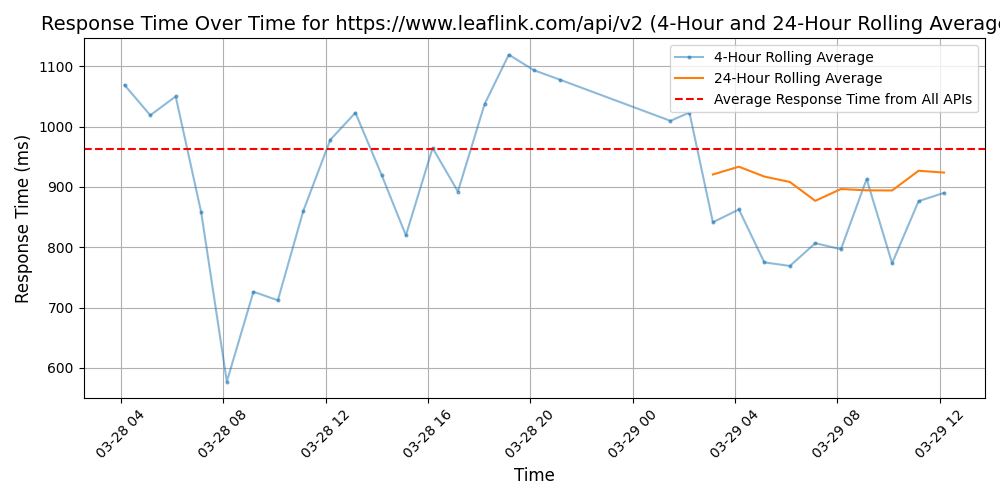 Response Time Over Time for https://www.leaflink.com/api/v2 (4-Hour and 24-Hour Rolling Average
4-Hour Rolling Average
24-Hour Rolling Average
Average Response Time from All APIs
Response Time (ms)
1100
1000
900
800
700
600
03-28 04
03-28 08
03-28 12
03-28 16
03-28 20
03-29 00
03-29 04
03-29 08
03-29 12
Time